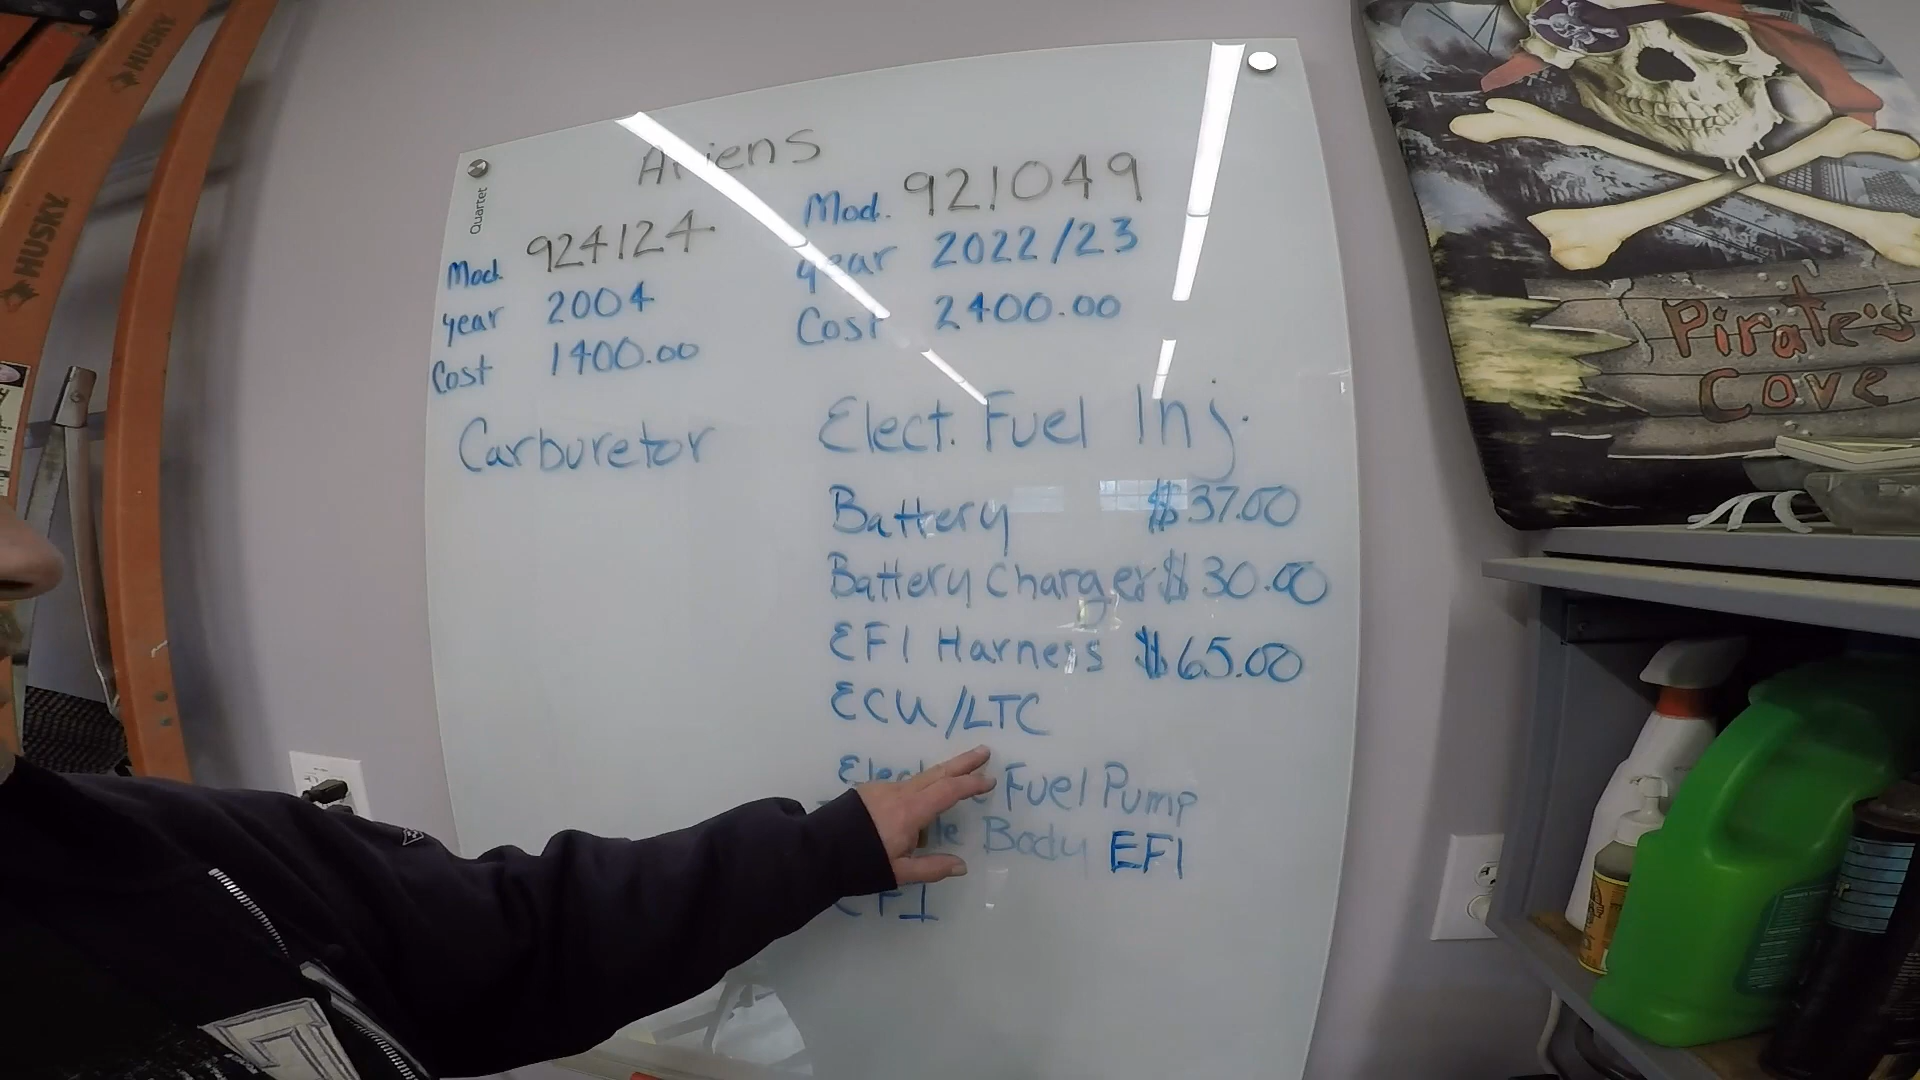 HUSKY
HUSKY
Quartet
Ariens
Mod. 924124
year 2004
Cost 1400.00
Carburetor
Mod. 921049
year 2022/23
Cost 2400.00
Elect. Fuel Inj.
Battery $37.00
Battery Charger $30.00
EFI Harness $65.00
ECU/LTC
Fuel Pump
Body EFI
EFI
Pirate's
Cove